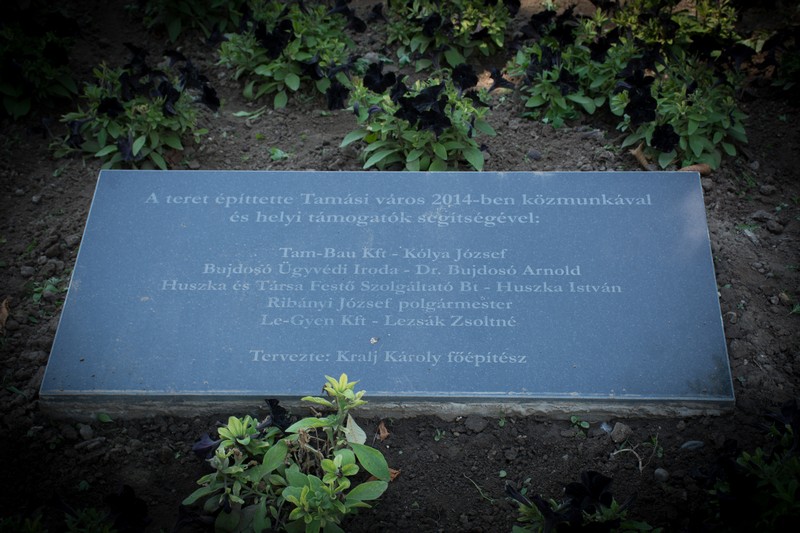 A teret építtette Tamási város 2014-ben közmunkával
és helyi támogatók segítségével:
Tam-Bau Kft - Kólya József
Bujdosó Ügyvédi Iroda - Dr. Bujdosó Arnold
Huszka és Társa Festő Szolgáltató Bt - Huszka István
Ribányi József polgármester
Le-Gyen Kft - Lezsák Zsoltné
Tervezte: Kralj Károly főépítész